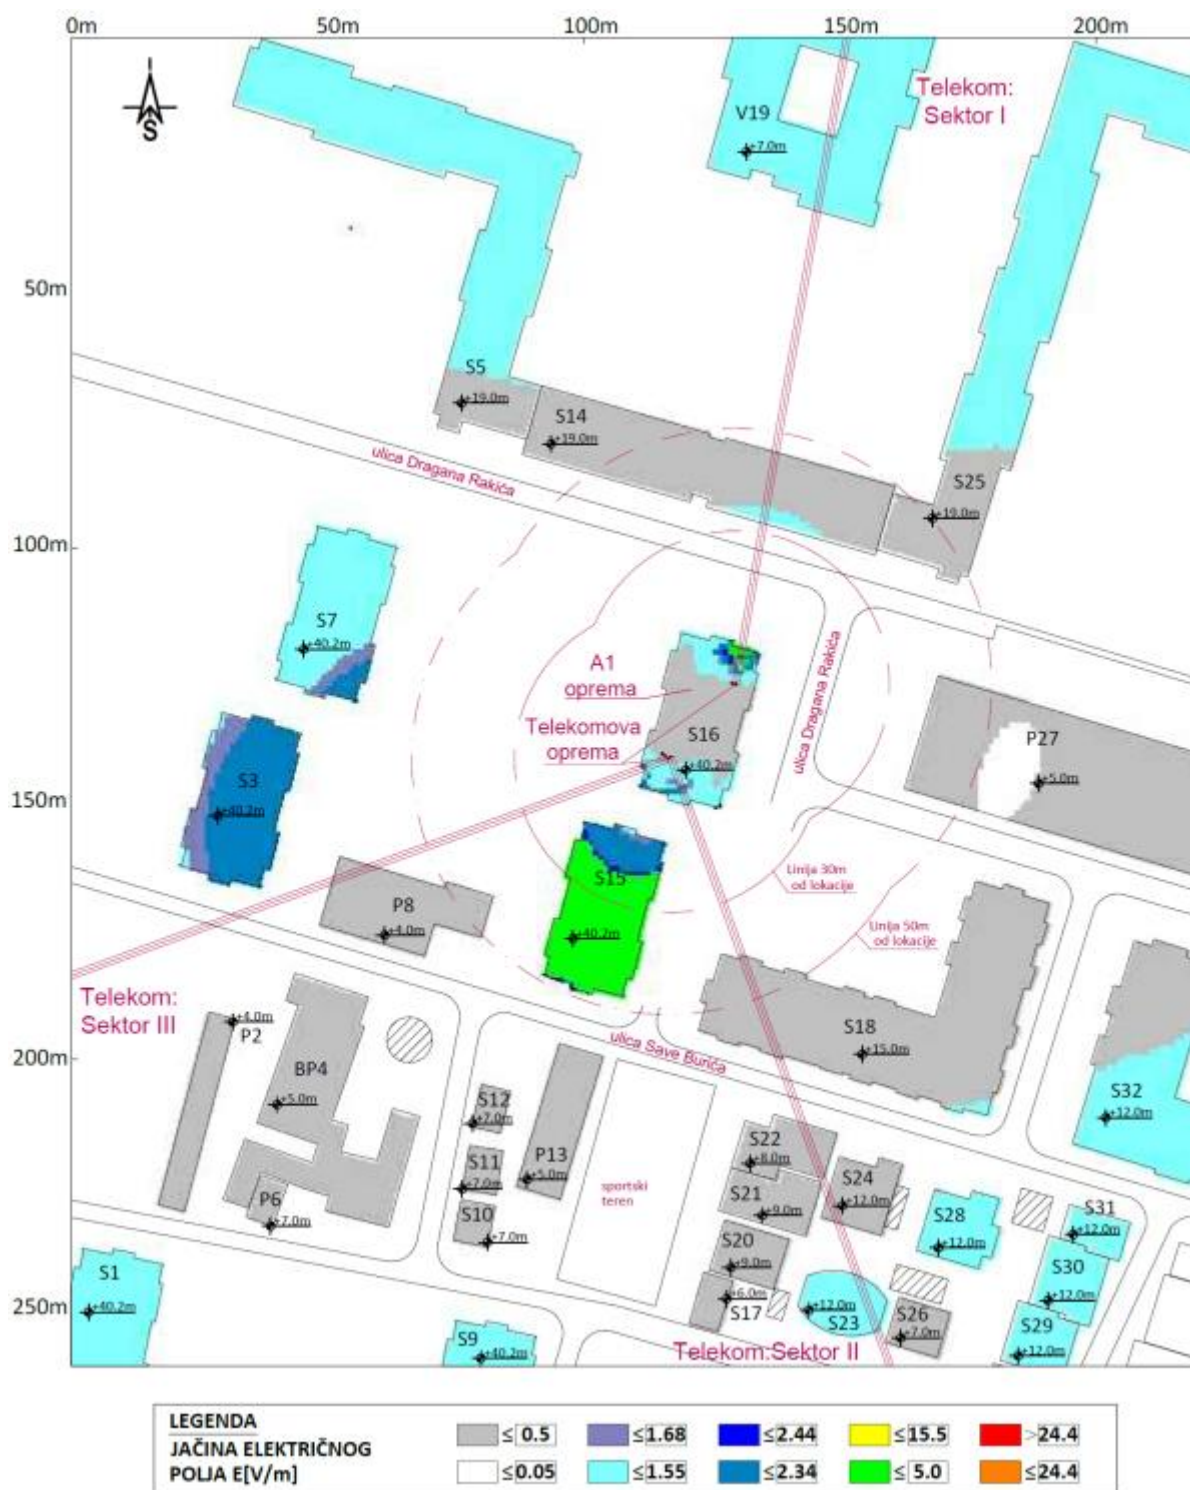 0m 50m 100m 150m 200m
Telekom:
Sektor I
V19
+7.0m
S
50m
S5
+19.0m
S14
+19.0m
ulica Dragana Rakića
S25
+19.0m
100m
S7
+40.2m
A1
oprema
Telekomova
oprema
S16
+40.2m
ulica Dragana Rakića
P27
+5.0m
S3
+40.2m
150m
S15
+40.2m
Linija 30m
od lokacije
Linija 50m
od lokacije
P8
+4.0m
Telekom:
Sektor III
+4.0m
P2
BP4
+5.0m
S18
+15.0m
ulica Save Burića
200m
S32
+12.0m
S12
+7.0m
S11
+7.0m
S10
+7.0m
P13
+5.0m
sportski
teren
S22
+8.0m
S21
+9.0m
S24
+12.0m
S20
+9.0m
+6.0m
S17
P6
+7.0m
S28
+12.0m
S31
+12.0m
S30
+12.0m
S29
+12.0m
250m
S1
+40.2m
S9
+40.2m
+12.0m
S23
S26
+7.0m
Telekom:Sektor II
LEGENDA
JAČINA ELEKTRIČNOG
POLJA E[V/m]
≤ 0.5 ≤1.68 ≤2.44 ≤15.5 >24.4
≤0.05 ≤1.55 ≤2.34 ≤ 5.0 ≤24.4